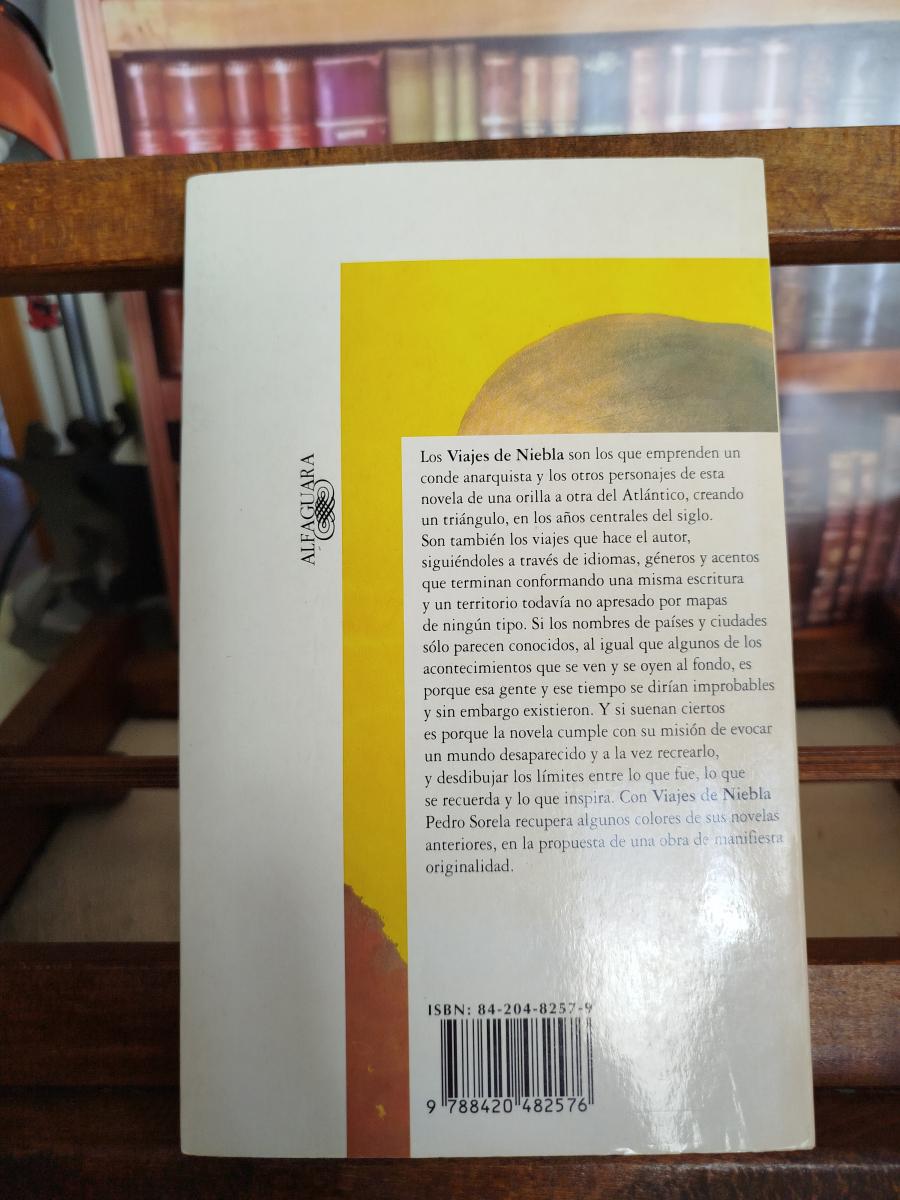 ALFAGUARA
Los Viajes de Niebla son los que emprenden un
conde anarquista y los otros personajes de esta
novela de una orilla a otra del Atlántico, creando
un triángulo, en los años centrales del siglo.
Son también los viajes que hace el autor,
siguiéndoles a través de idiomas, géneros y acentos
que terminan conformando una misma escritura
y un territorio todavía no apresado por mapas
de ningún tipo. Si los nombres de países y ciudades
sólo parecen conocidos, al igual que algunos de los
acontecimientos que se ven y se oyen al fondo, es
porque esa gente y ese tiempo se dirían improbables
y sin embargo existieron. Y si suenan ciertos
es porque la novela cumple con su misión de evocar
un mundo desaparecido y a la vez recrearlo,
y desdibujar los límites entre lo que fue, lo que
se recuerda y lo que inspira. Con Viajes de Niebla
Pedro Sorela recupera algunos colores de sus novelas
anteriores, en la propuesta de una obra de manifiesta
originalidad.
ISBN: 84-204-8257-9
9 788420 482576